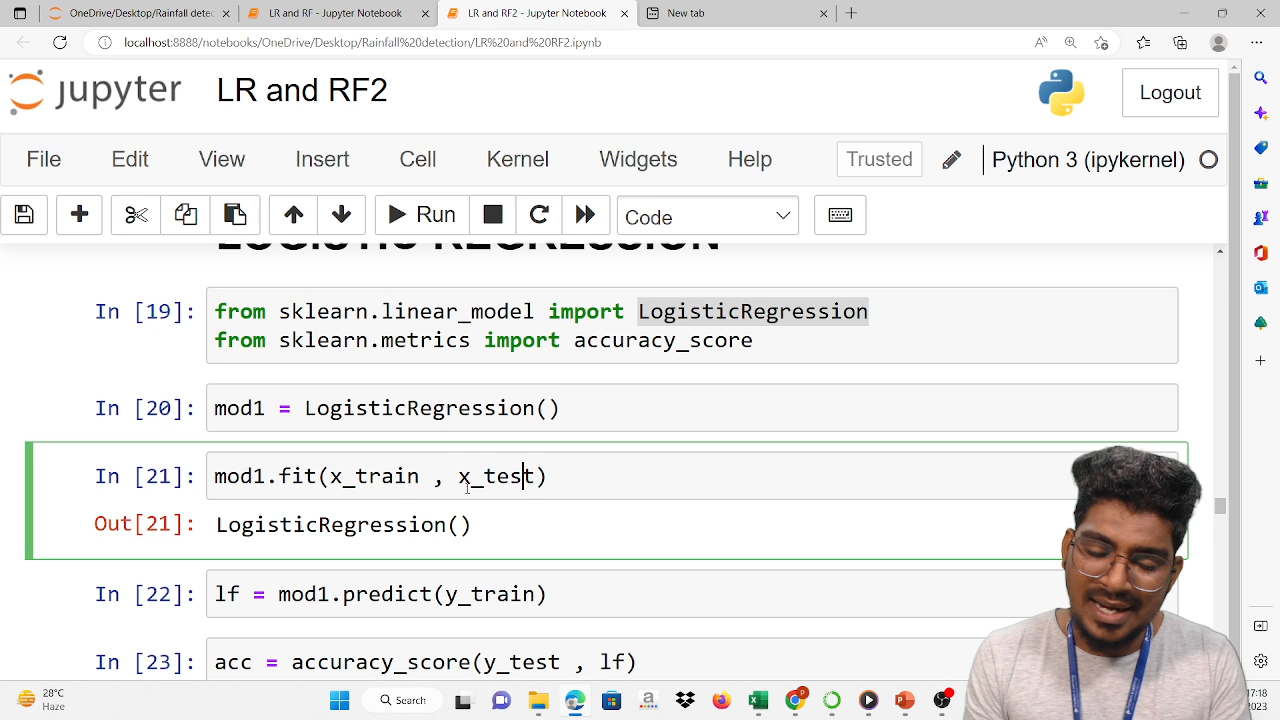 OneDrive/Desktop/Rainfall detec
LR and RF - Jupyter Notebook
LR and RF2 - Jupyter Notebook
New tab
localhost:8888/notebooks/OneDrive/Desktop/Rainfall%20detection/LR%20and%20RF2.ipynb
jupyter LR and RF2
Logout
File Edit View Insert Cell Kernel Widgets Help
Trusted
Python 3 (ipykernel)
Run
Code
LOGISTIC REGRESSION
In [19]: from sklearn.linear_model import LogisticRegression
from sklearn.metrics import accuracy_score
In [20]: mod1 = LogisticRegression()
In [21]: mod1.fit(x_train , x_test)
Out[21]: LogisticRegression()
In [22]: lf = mod1.predict(y_train)
In [23]: acc = accuracy_score(y_test , lf)
28°C
Haze
Search
17:18